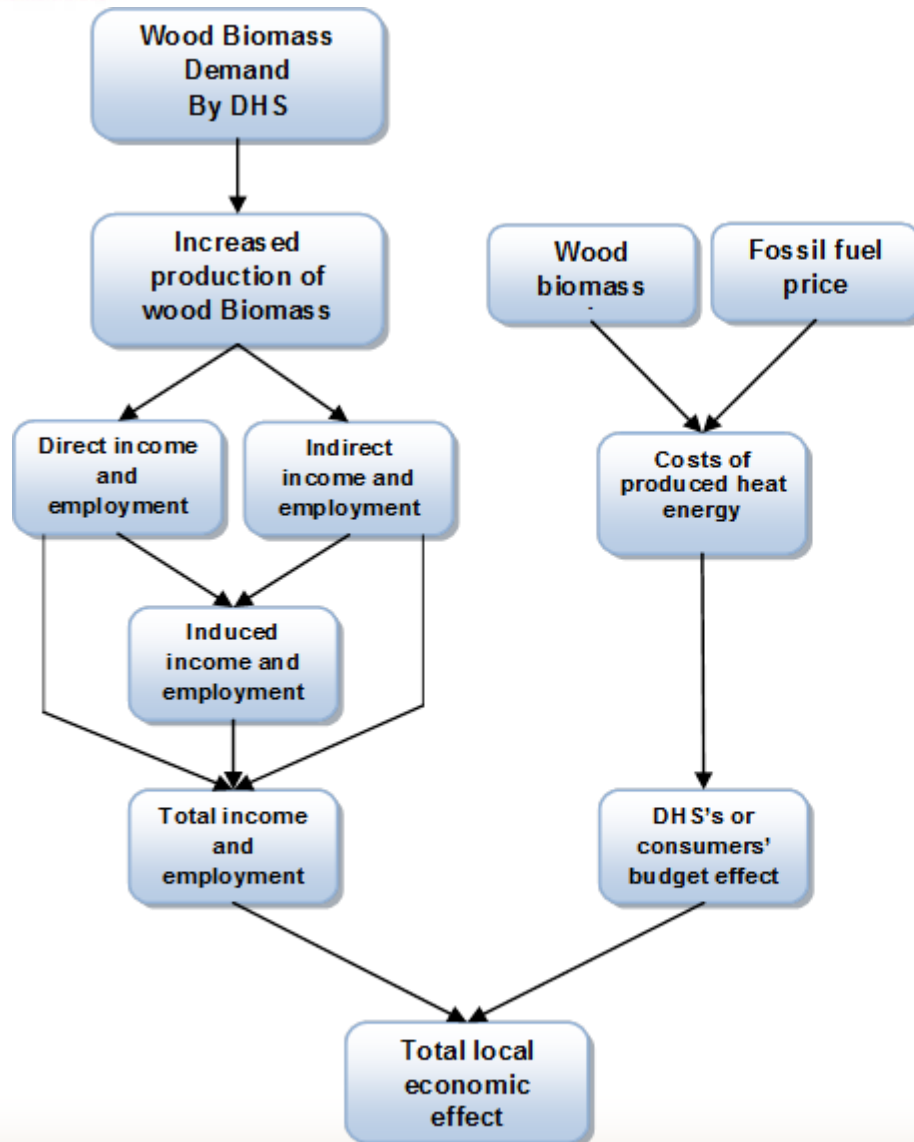 Wood Biomass
Demand
By DHS
Increased
production of
wood Biomass
Wood
biomass
Fossil fuel
price
Direct income
and
employment
Indirect
income and
employment
Costs of
produced heat
energy
Induced
income and
employment
Total income
and
employment
DHS's or
consumers'
budget effect
Total local
economic
effect